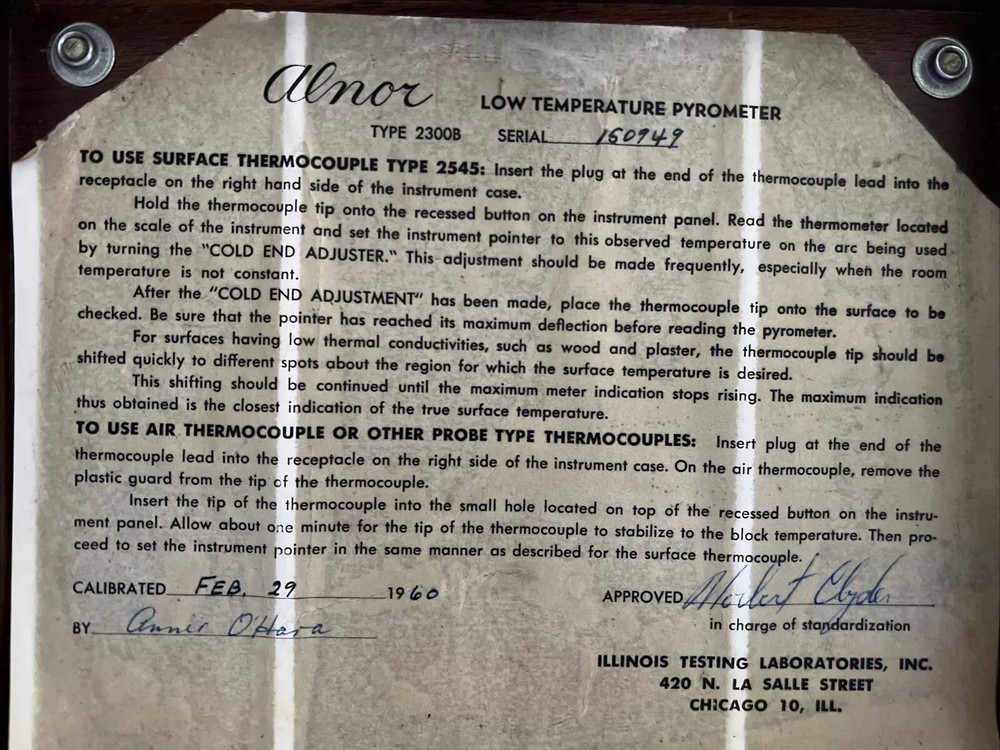 Alnor LOW TEMPERATURE PYROMETER
TYPE 2300B SERIAL 150949
TO USE SURFACE THERMOCOUPLE TYPE 2545: Insert the plug at the end of the thermocouple lead into the
receptacle on the right hand side of the instrument case.
Hold the thermocouple tip onto the recessed button on the instrument panel. Read the thermometer located
on the scale of the instrument and set the instrument pointer to this observed temperature on the arc being used
by turning the "COLD END ADJUSTER." This adjustment should be made frequently, especially when the room
temperature is not constant.
After the "COLD END ADJUSTMENT" has been made, place the thermocouple tip onto the surface to be
checked. Be sure that the pointer has reached its maximum deflection before reading the pyrometer.
For surfaces having low thermal conductivities, such as wood and plaster, the thermocouple tip should be
shifted quickly to different spots about the region for which the surface temperature is desired.
This shifting should be continued until the maximum meter indication stops rising. The maximum indication
thus obtained is the closest indication of the true surface temperature.
TO USE AIR THERMOCOUPLE OR OTHER PROBE TYPE THERMOCOUPLES: Insert plug at the end of the
thermocouple lead into the receptacle on the right side of the instrument case. On the air thermocouple, remove the
plastic guard from the tip of the thermocouple.
Insert the tip of the thermocouple into the small hole located on top of the recessed button on the instru-
ment panel. Allow about one minute for the tip of the thermocouple to stabilize to the block temperature. Then pro-
ceed to set the instrument pointer in the same manner as described for the surface thermocouple.
CALIBRATED FEB. 29 1960
BY Annie O'Hara
APPROVED
in charge of standardization
ILLINOIS TESTING LABORATORIES, INC.
420 N. LA SALLE STREET
CHICAGO 10, ILL.